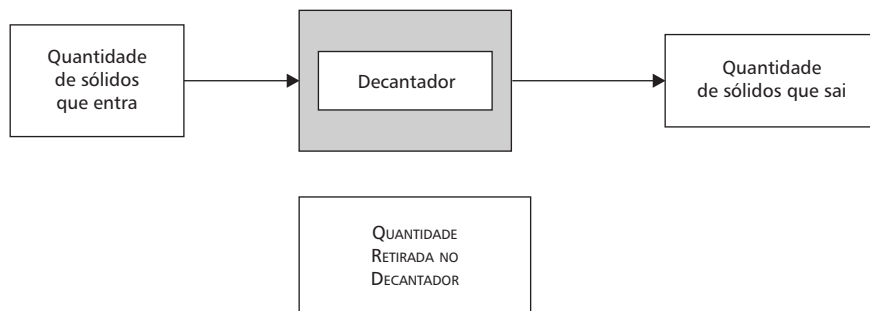 Quantidade
de sólidos
que entra
Decantador
Quantidade
de sólidos que sai
QUANTIDADE
RETIRADA NO
DECANTADOR